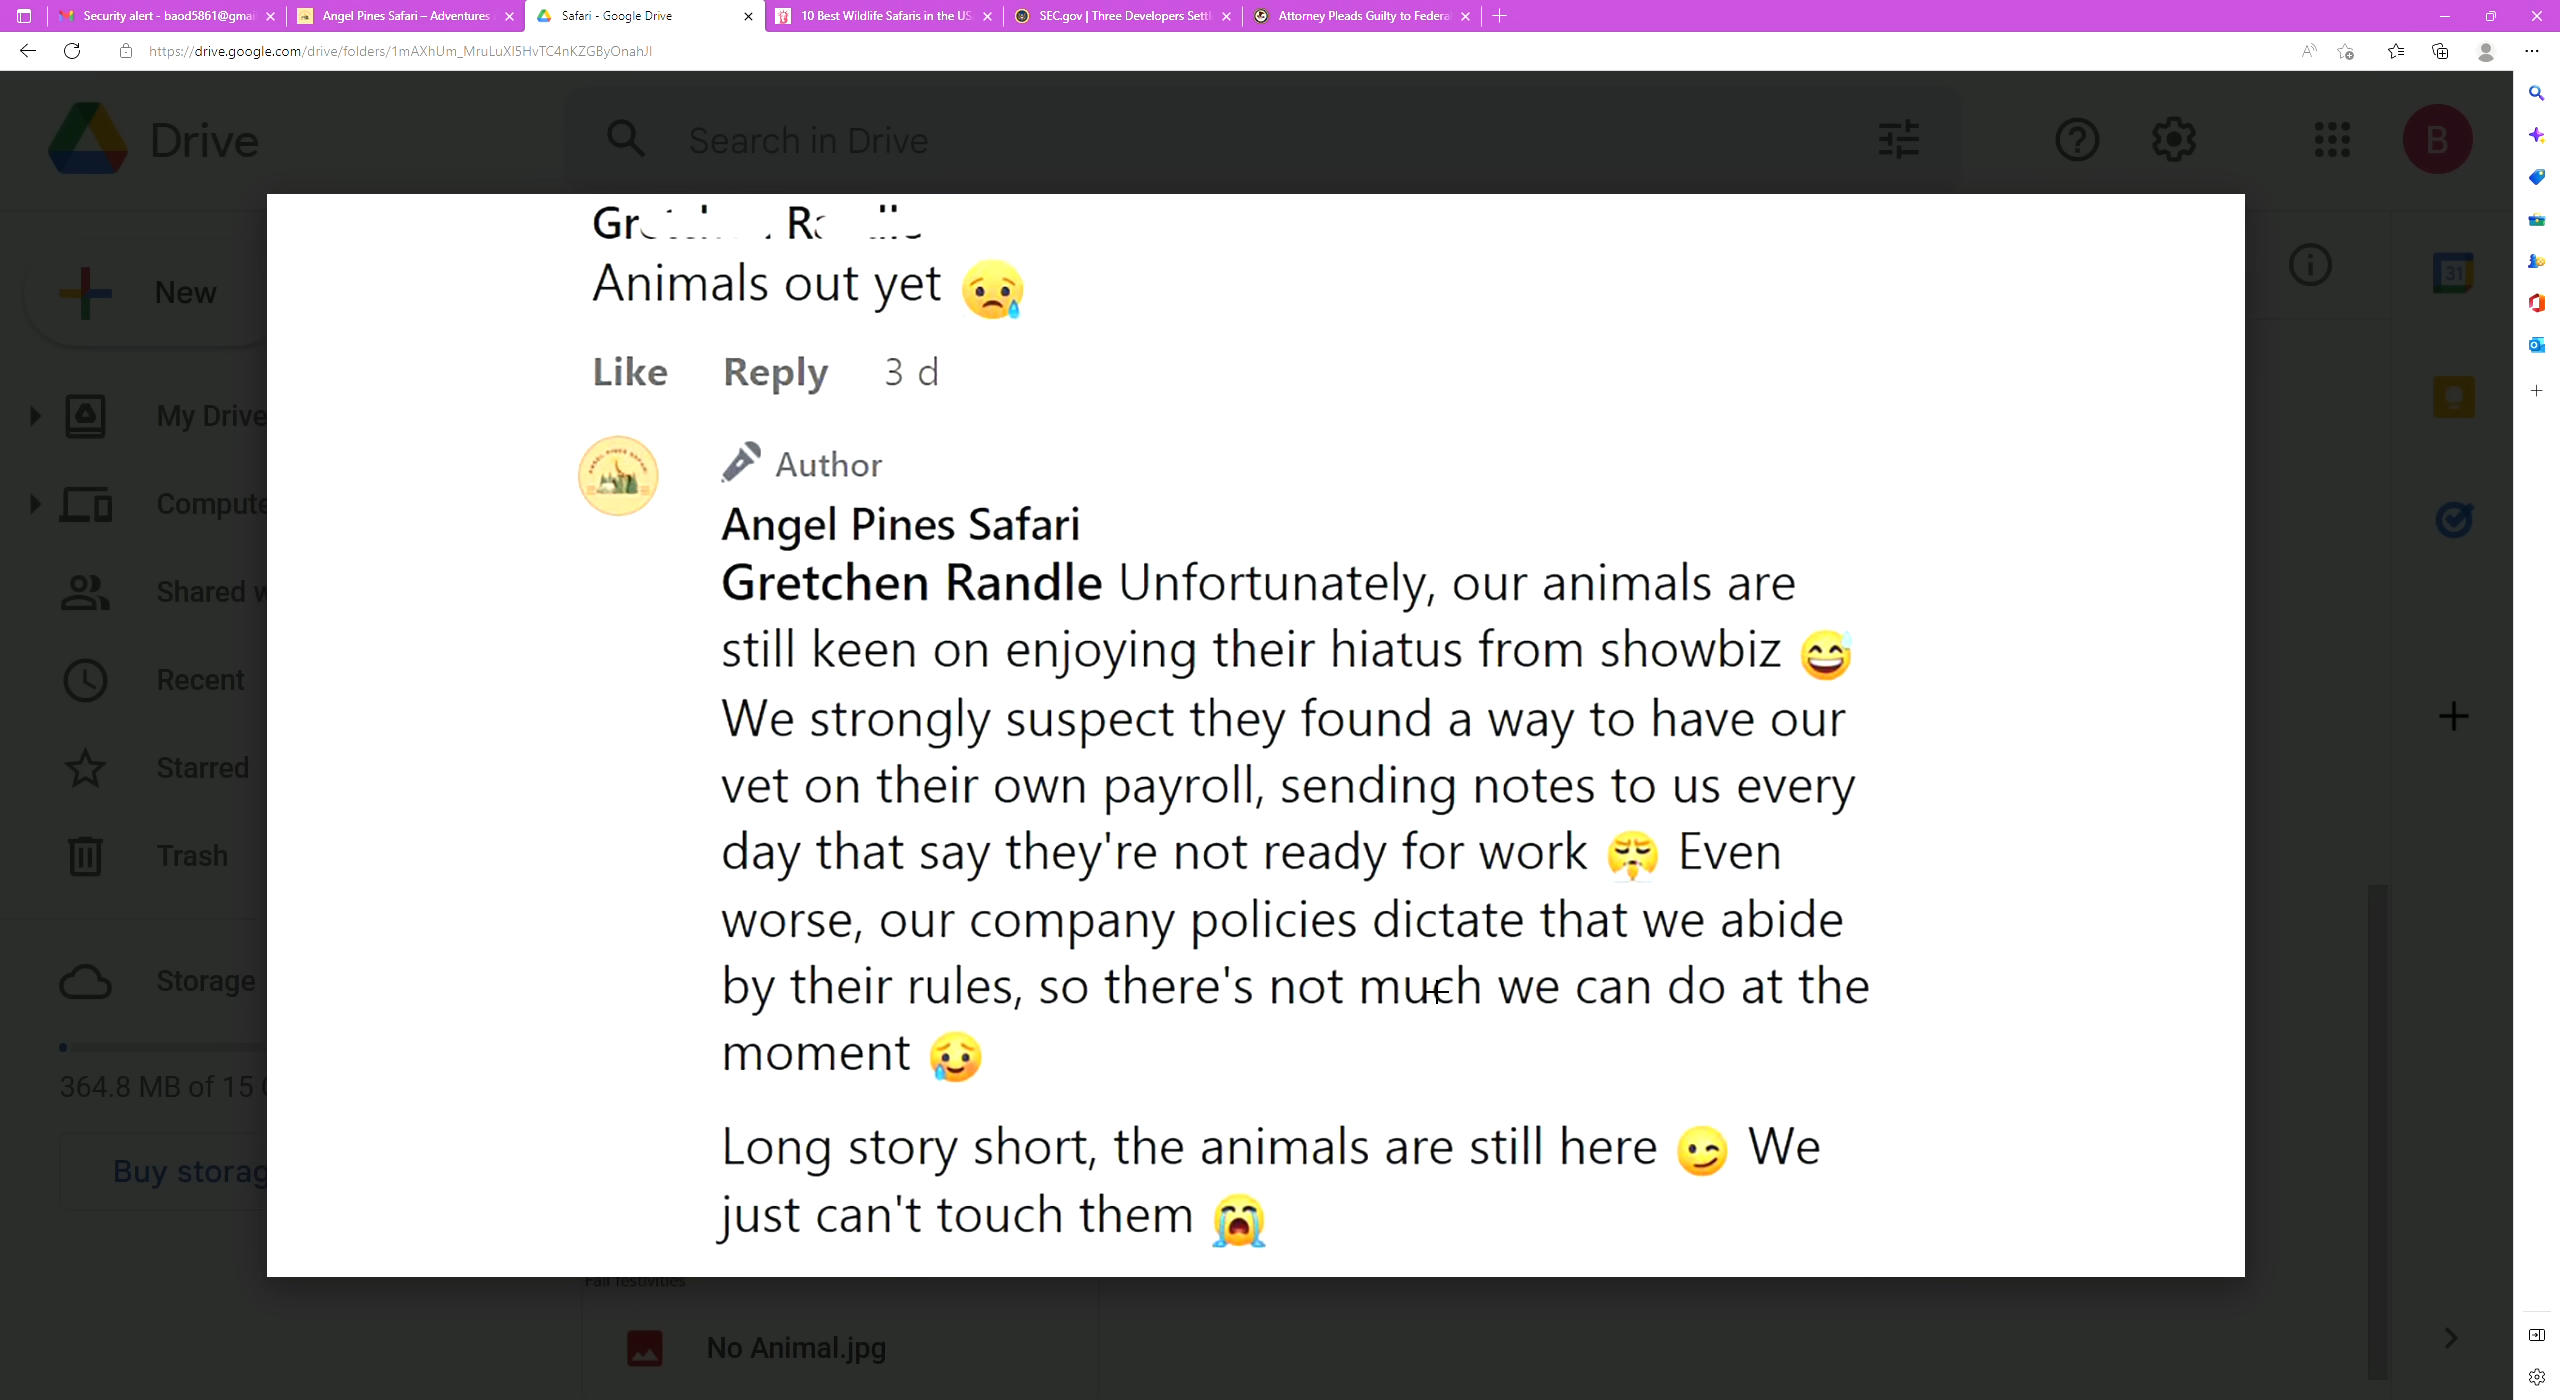 Security alert - baod5861@gmai
Angel Pines Safari – Adventures
Safari - Google Drive
10 Best Wildlife Safaris in the US
SEC.gov | Three Developers Settl
Attorney Pleads Guilty to Federa
https://drive.google.com/drive/folders/1mAXhUm_MruLuXI5HvTC4nKZGByOnahJI
Drive
Search in Drive
B
New
31
My Drive
Compute
Shared w
Recent
Starred
Trash
Storage
364.8 MB of 15
Buy storag
Animals out yet 😥
Like Reply 3 d
Author
Angel Pines Safari
Gretchen Randle Unfortunately, our animals are
still keen on enjoying their hiatus from showbiz 😅
We strongly suspect they found a way to have our
vet on their own payroll, sending notes to us every
day that say they're not ready for work 😤 Even
worse, our company policies dictate that we abide
by their rules, so there's not much we can do at the
moment 🥲
Long story short, the animals are still here 😉 We
just can't touch them 😭
Fall festivities
No Animal.jpg